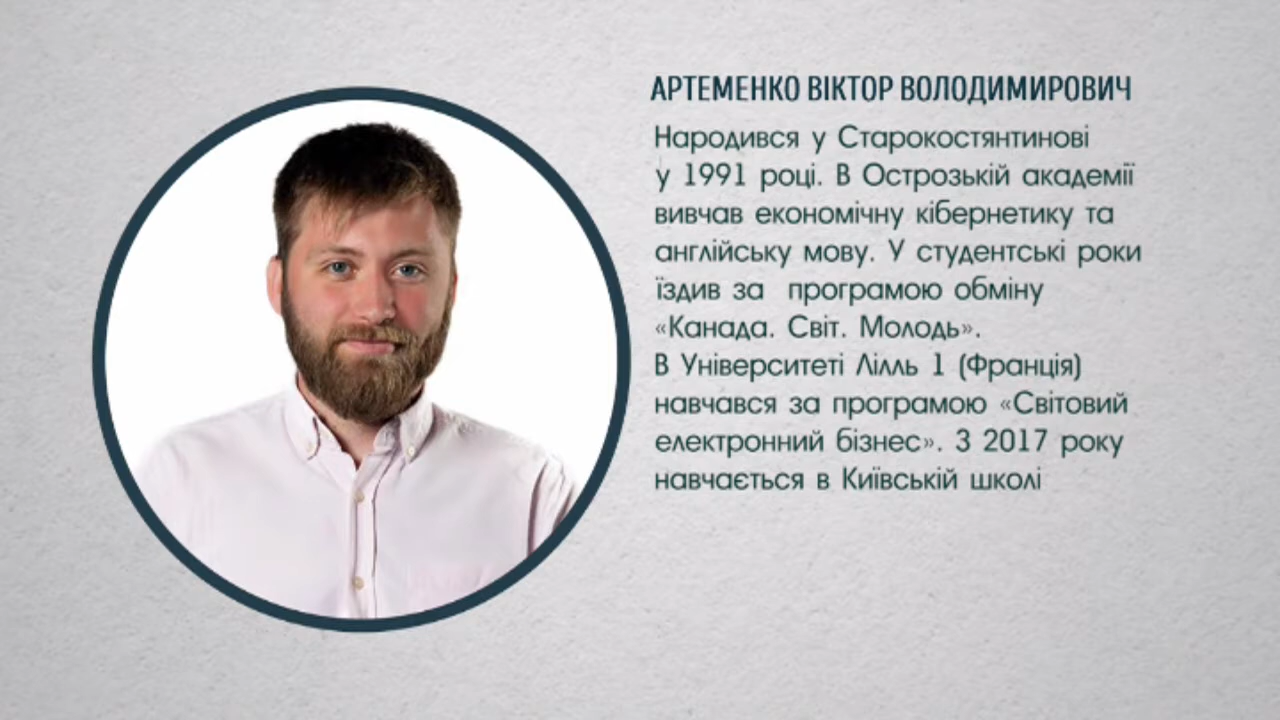 АРТЕМЕНКО ВІКТОР ВОЛОДИМИРОВИЧ
Народився у Старокостянтинові
у 1991 році. В Острозькій академії
вивчав економічну кібернетику та
англійську мову. У студентські роки
їздив за програмою обміну
«Канада. Світ. Молодь».
В Університеті Лілль 1 (Франція)
навчався за програмою «Світовий
електронний бізнес». З 2017 року
навчається в Київській школі